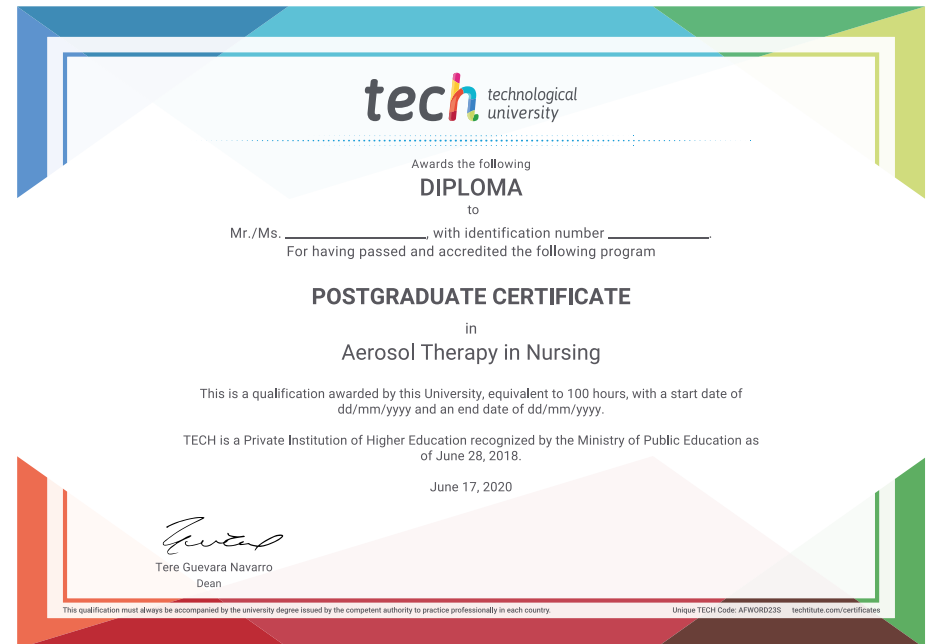 tech technological
university
Awards the following
DIPLOMA
to
Mr./Ms. ________________, with identification number ____________.
For having passed and accredited the following program
POSTGRADUATE CERTIFICATE
in
Aerosol Therapy in Nursing
This is a qualification awarded by this University, equivalent to 100 hours, with a start date of
dd/mm/yyyy and an end date of dd/mm/yyyy.
TECH is a Private Institution of Higher Education recognized by the Ministry of Public Education as
of June 28, 2018.
June 17, 2020
Tere Guevara Navarro
Dean
This qualification must always be accompanied by the university degree issued by the competent authority to practice professionally in each country.
Unique TECH Code: AFWORD23S techtitute.com/certificates